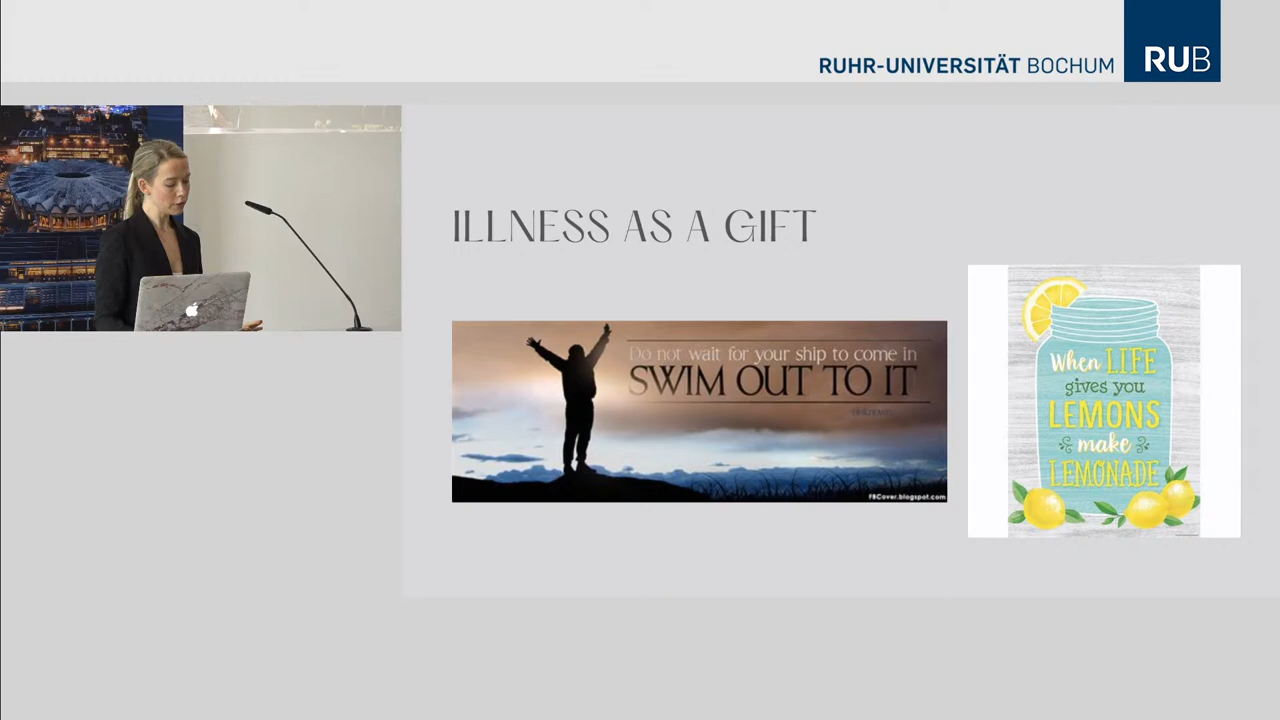 RUHR-UNIVERSITÄT BOCHUM
RUB
ILLNESS AS A GIFT
Do not wait for your ship to come in
SWIM OUT TO IT
unknown
FBCover.blogspot.com
When LIFE
gives you
LEMONS
make
LEMONADE